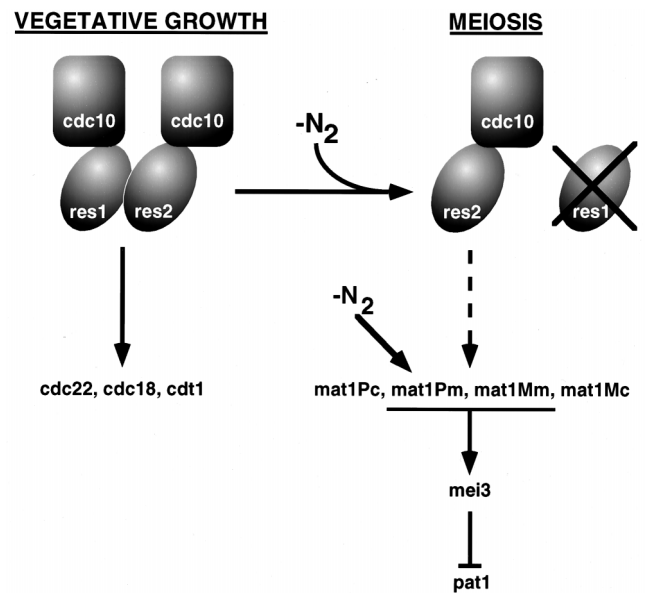 VEGETATIVE GROWTH
MEIOSIS
cdc10
cdc10
cdc10
-N2
res1
res2
res2
res1
-N2
cdc22, cdc18, cdt1
mat1Pc, mat1Pm, mat1Mm, mat1Mc
mei3
pat1